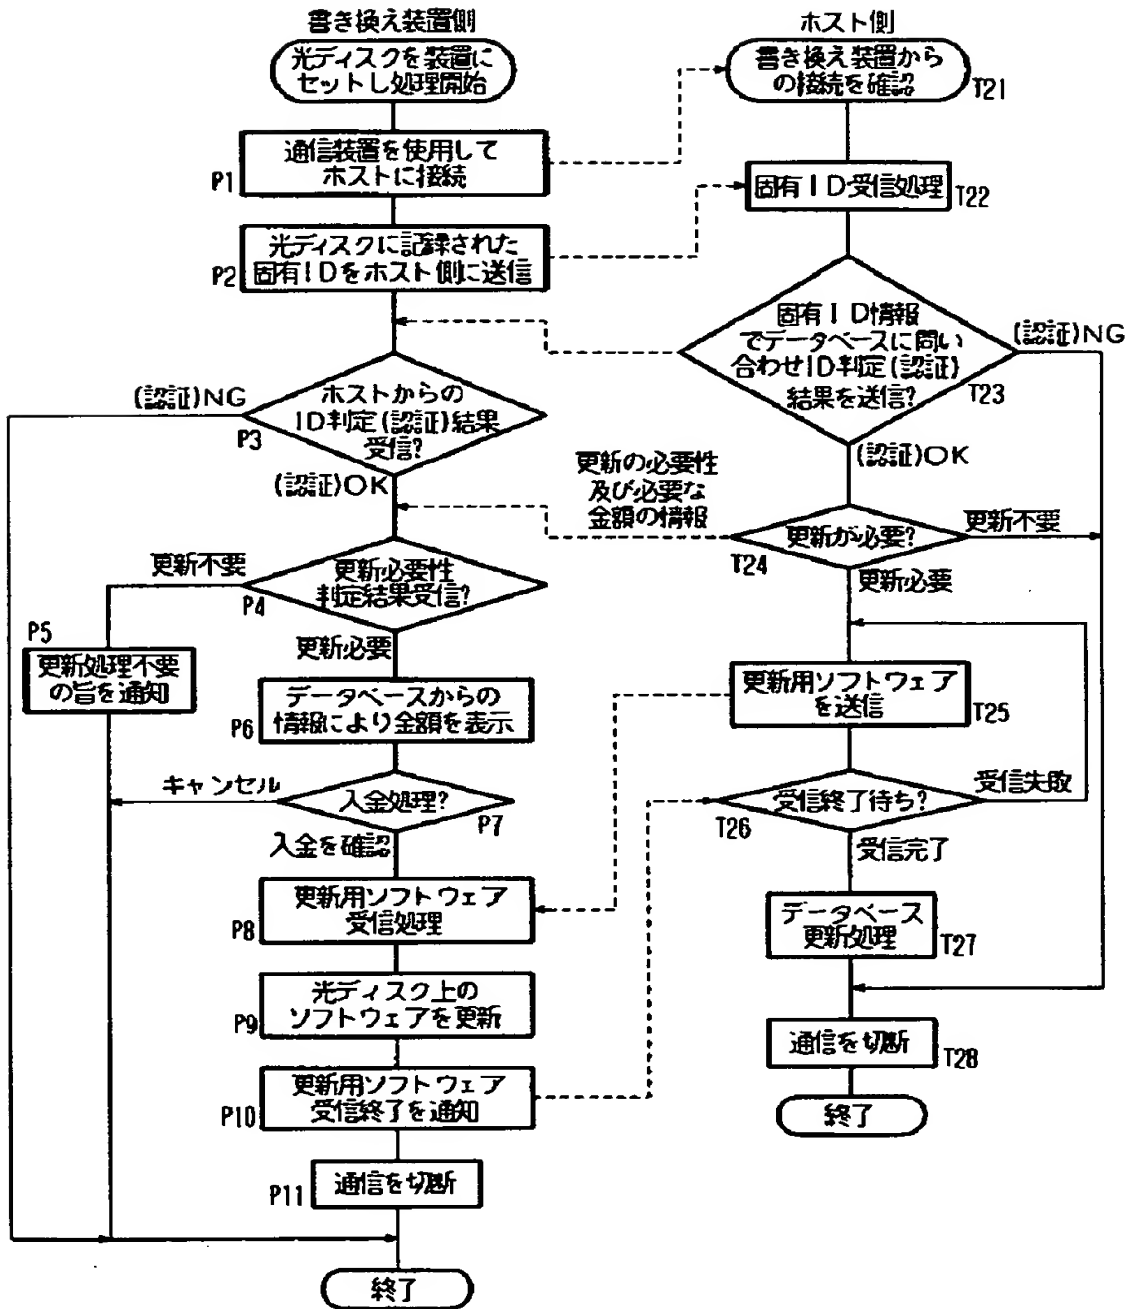 書き換え装置側
光ディスクを装置に
セットし処理開始
通信装置を使用して
ホストに接続
P1
光ディスクに記録された
固有IDをホスト側に送信
P2
(認証)NG
ホストからの
ID判定(認証)結果
受信?
P3
(認証)OK
更新不要
更新必要性
判定結果受信?
P4
P5
更新処理不要
の旨を通知
更新必要
データベースからの
情報により金額を表示
P6
キャンセル
入金処理?
P7
入金を確認
更新用ソフトウェア
受信処理
P8
光ディスク上の
ソフトウェアを更新
P9
更新用ソフトウェア
受信終了を通知
P10
通信を切断
P11
終了
ホスト側
書き換え装置から
の接続を確認
T21
固有ID受信処理
T22
固有ID情報
でデータベースに問い
合わせID判定(認証)
結果を送信?
T23
(認証)NG
(認証)OK
更新の必要性
及び必要な
金額の情報
更新が必要?
T24
更新不要
更新必要
更新用ソフトウェア
を送信
T25
受信終了待ち?
T26
受信失敗
受信完了
データベース
更新処理
T27
通信を切断
T28
終了